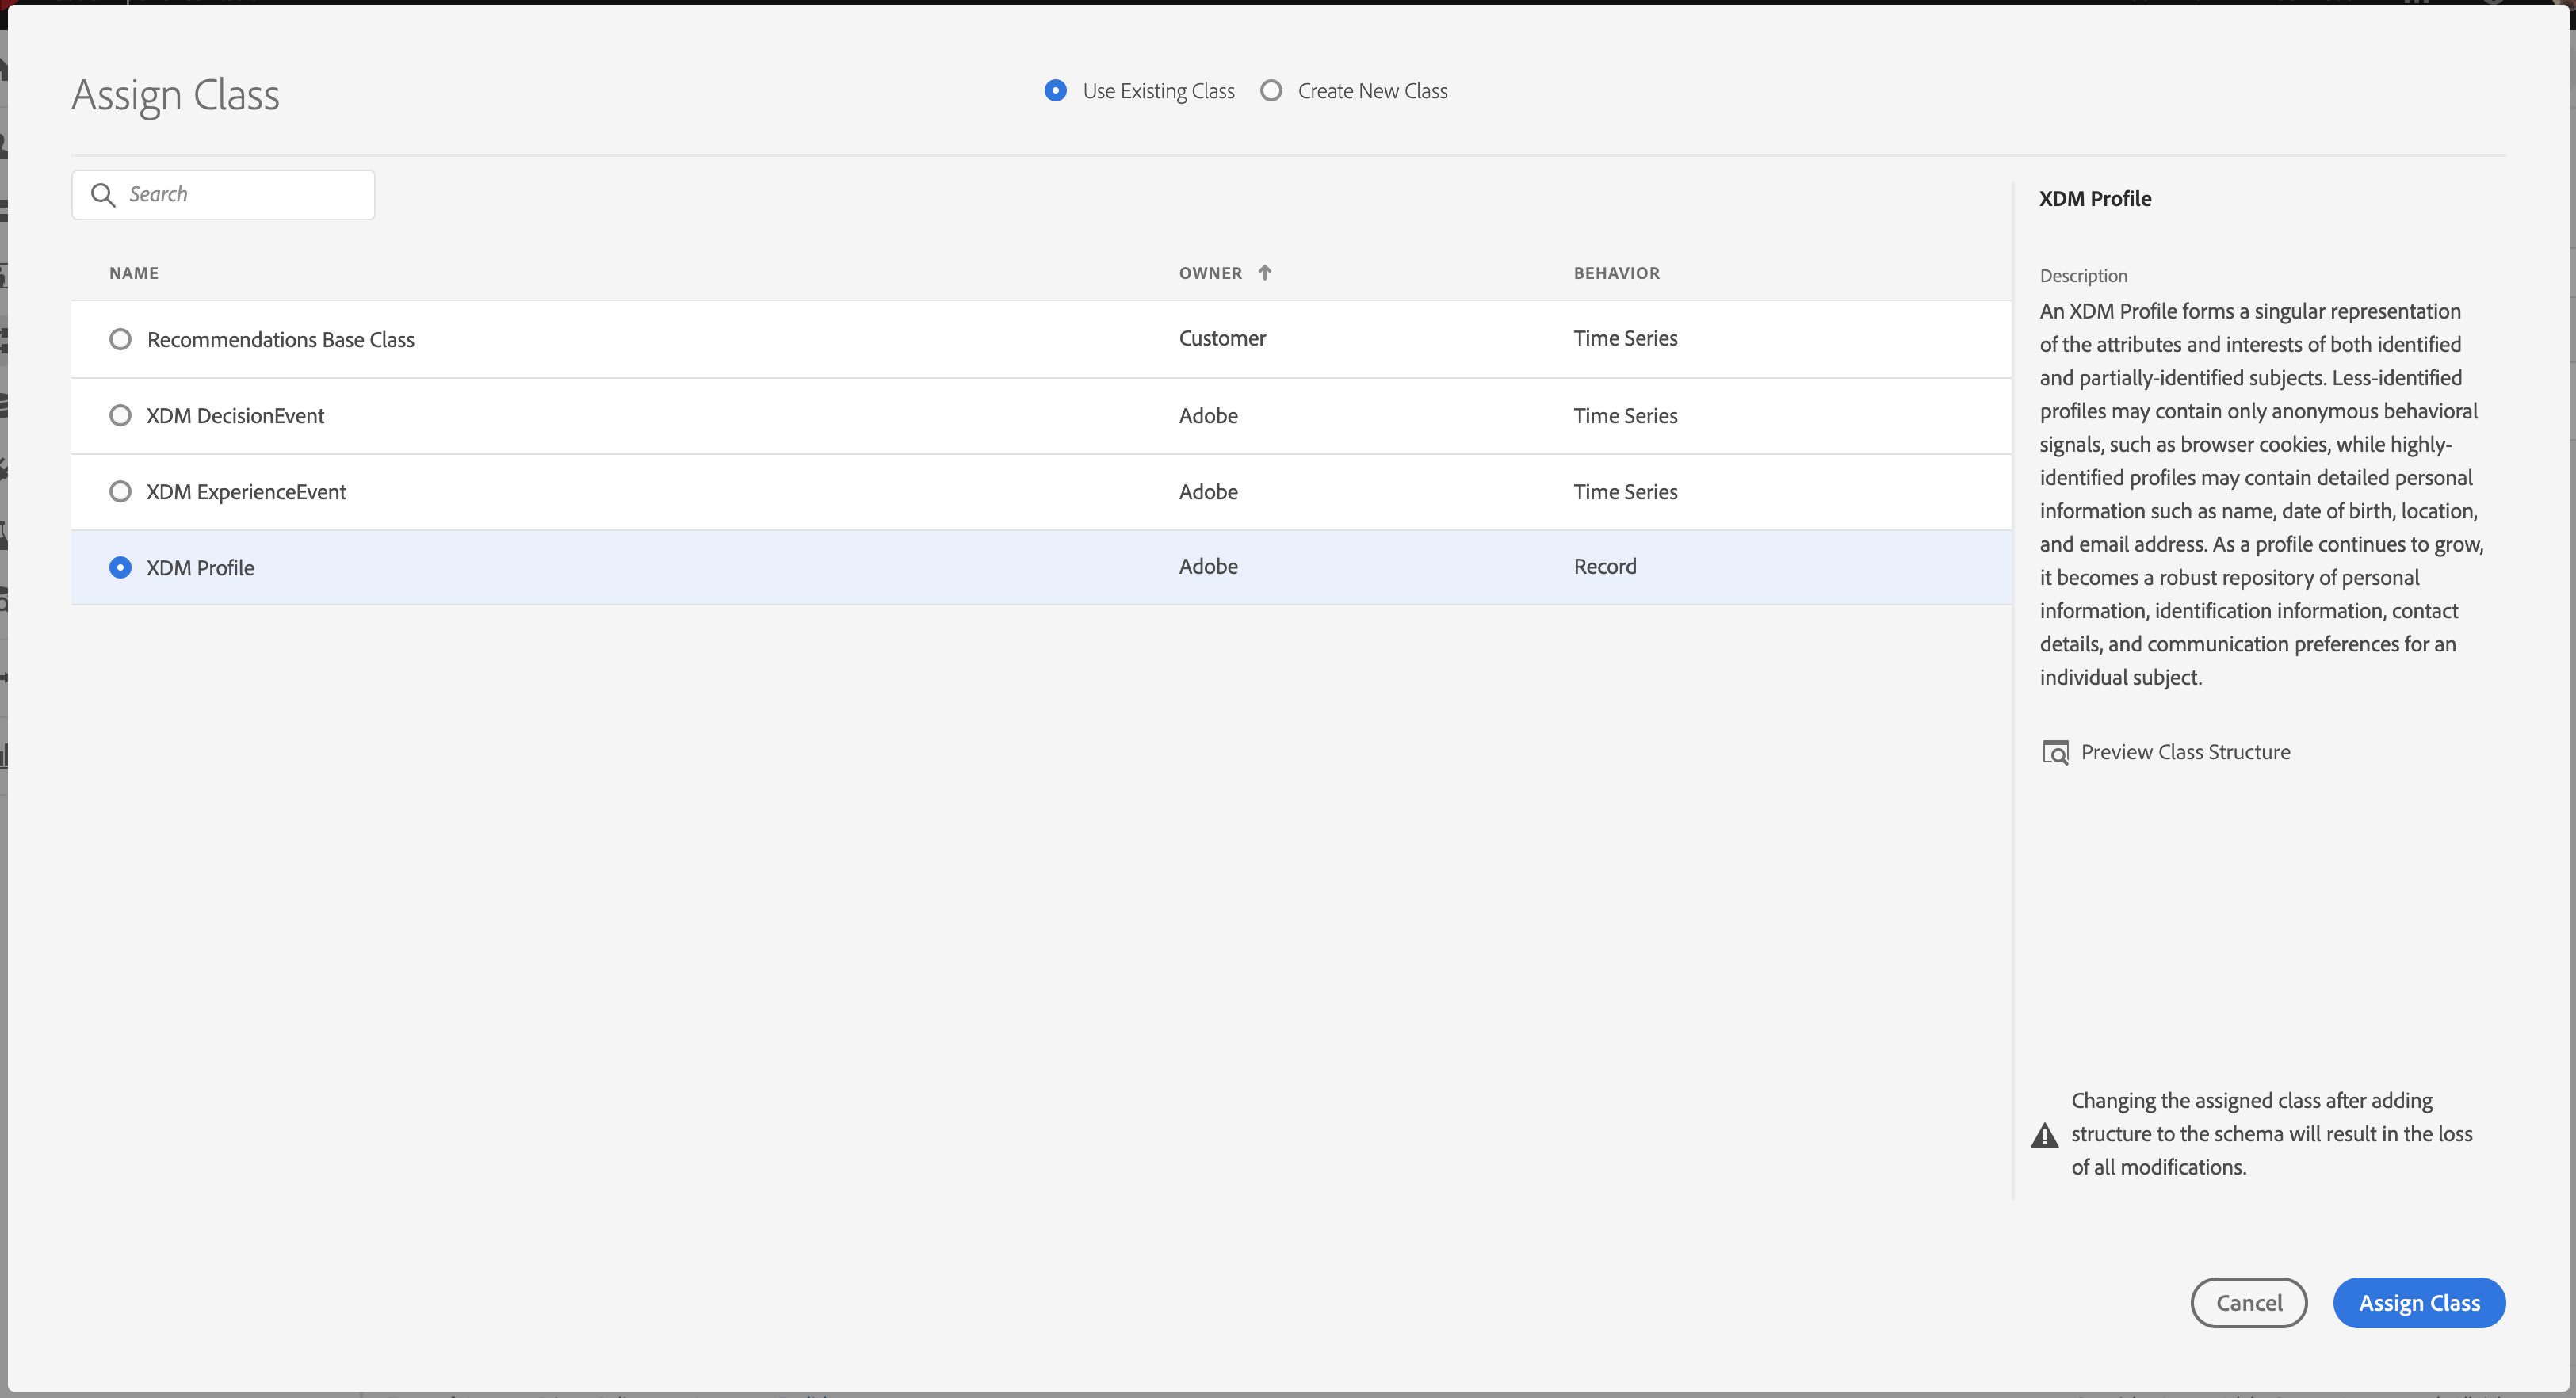 Assign Class
Use Existing Class
Create New Class
Search
NAME
OWNER
BEHAVIOR
Recommendations Base Class
Customer
Time Series
XDM DecisionEvent
Adobe
Time Series
XDM ExperienceEvent
Adobe
Time Series
XDM Profile
Adobe
Record
XDM Profile
Description
An XDM Profile forms a singular representation
of the attributes and interests of both identified
and partially-identified subjects. Less-identified
profiles may contain only anonymous behavioral
signals, such as browser cookies, while highly-
identified profiles may contain detailed personal
information such as name, date of birth, location,
and email address. As a profile continues to grow,
it becomes a robust repository of personal
information, identification information, contact
details, and communication preferences for an
individual subject.
Preview Class Structure
Changing the assigned class after adding
structure to the schema will result in the loss
of all modifications.
Cancel
Assign Class